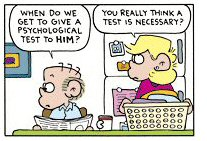 WHEN DO WE
GET TO GIVE A
PSYCHOLOGICAL
TEST TO HIM?
YOU REALLY THINK A
TEST IS NECESSARY?